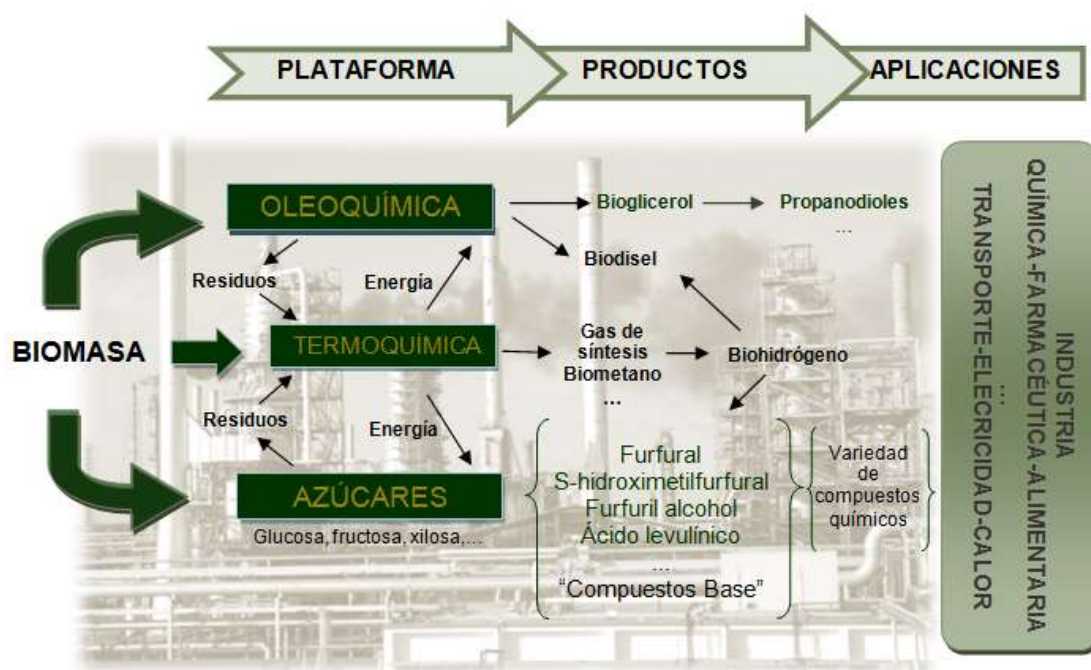 PLATAFORMA
PRODUCTOS
APLICACIONES
BIOMASA
OLEOQUÍMICA
Residuos
Energía
TERMOQUÍMICA
Residuos
Energía
AZÚCARES
Glucosa, fructosa, xilosa,...
Bioglicerol
Propanodioles
...
Biodisel
Gas de
síntesis
Biometano
...
Biohidrógeno
Furfural
S-hidroximetilfurfural
Furfuril alcohol
Ácido levulínico
...
“Compuestos Base”
Variedad
de
compuestos
químicos
INDUSTRIA
QUÍMICA-FARMACÉUTICA-ALIMENTARIA
...
TRANSPORTE-ELECRICIDAD-CALOR